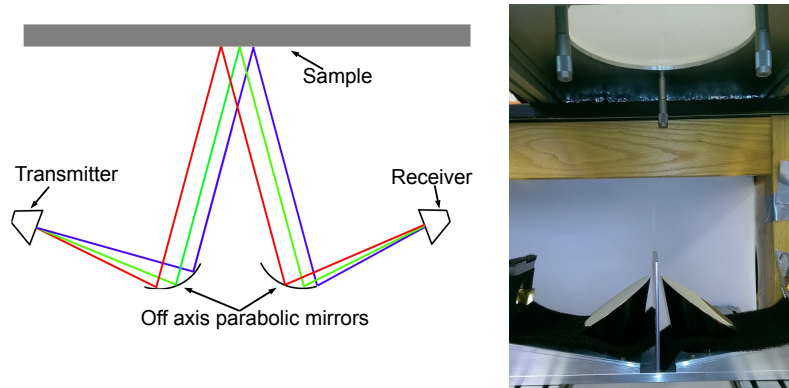 Sample
Transmitter
Receiver
Off axis parabolic mirrors